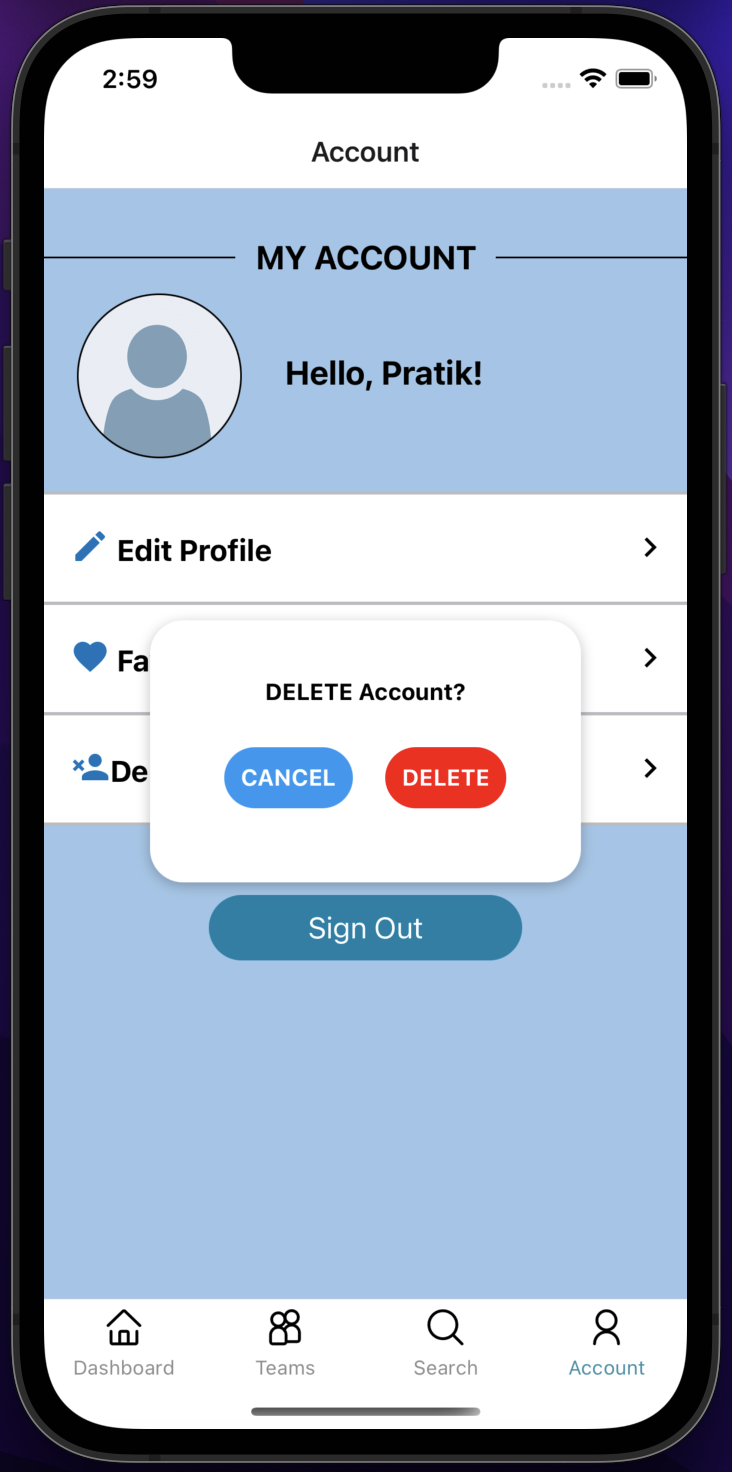 2:59
Account
MY ACCOUNT
Hello, Pratik!
Edit Profile
Fa
DELETE Account?
CANCEL DELETE
De
Sign Out
Dashboard Teams Search Account